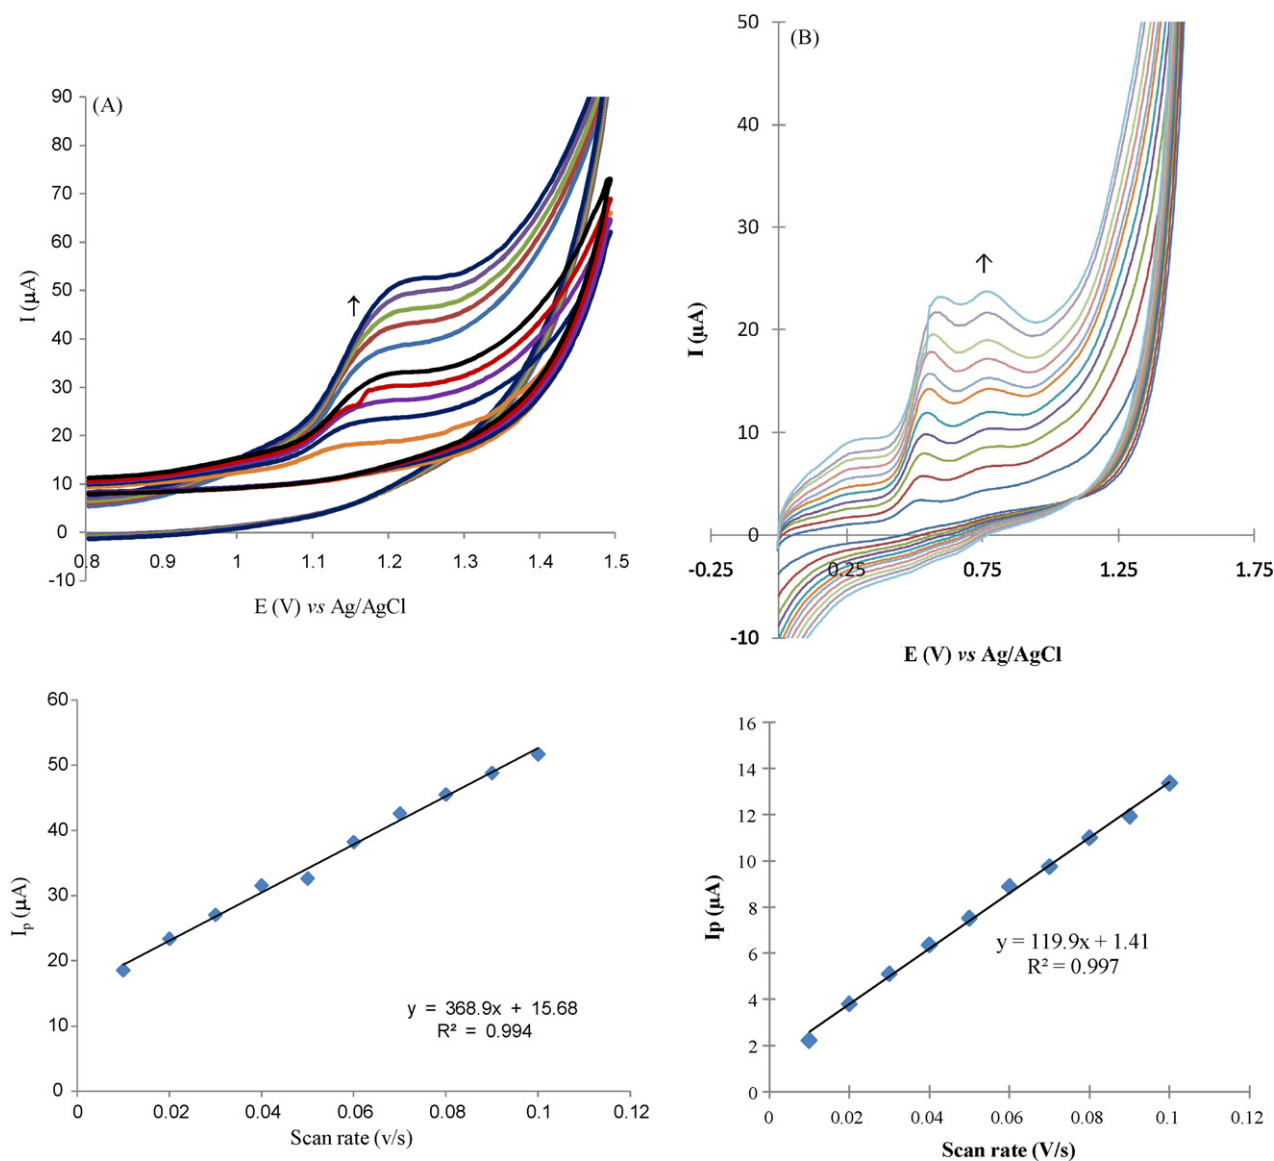 (A)
90
80
70
60
50
40
30
20
10
0
-10
I (µA)
0.8 0.9 1 1.1 1.2 1.3 1.4 1.5
E (V) vs Ag/AgCl
(B)
50
40
30
20
10
0
-10
I (µA)
-0.25 0.25 0.75 1.25 1.75
E (V) vs Ag/AgCl
60
50
40
30
20
10
0
Ip (µA)
y = 368.9x + 15.68
R² = 0.994
0 0.02 0.04 0.06 0.08 0.1 0.12
Scan rate (v/s)
16
14
12
10
8
6
4
2
0
Ip (µA)
y = 119.9x + 1.41
R² = 0.997
0 0.02 0.04 0.06 0.08 0.1 0.12
Scan rate (V/s)